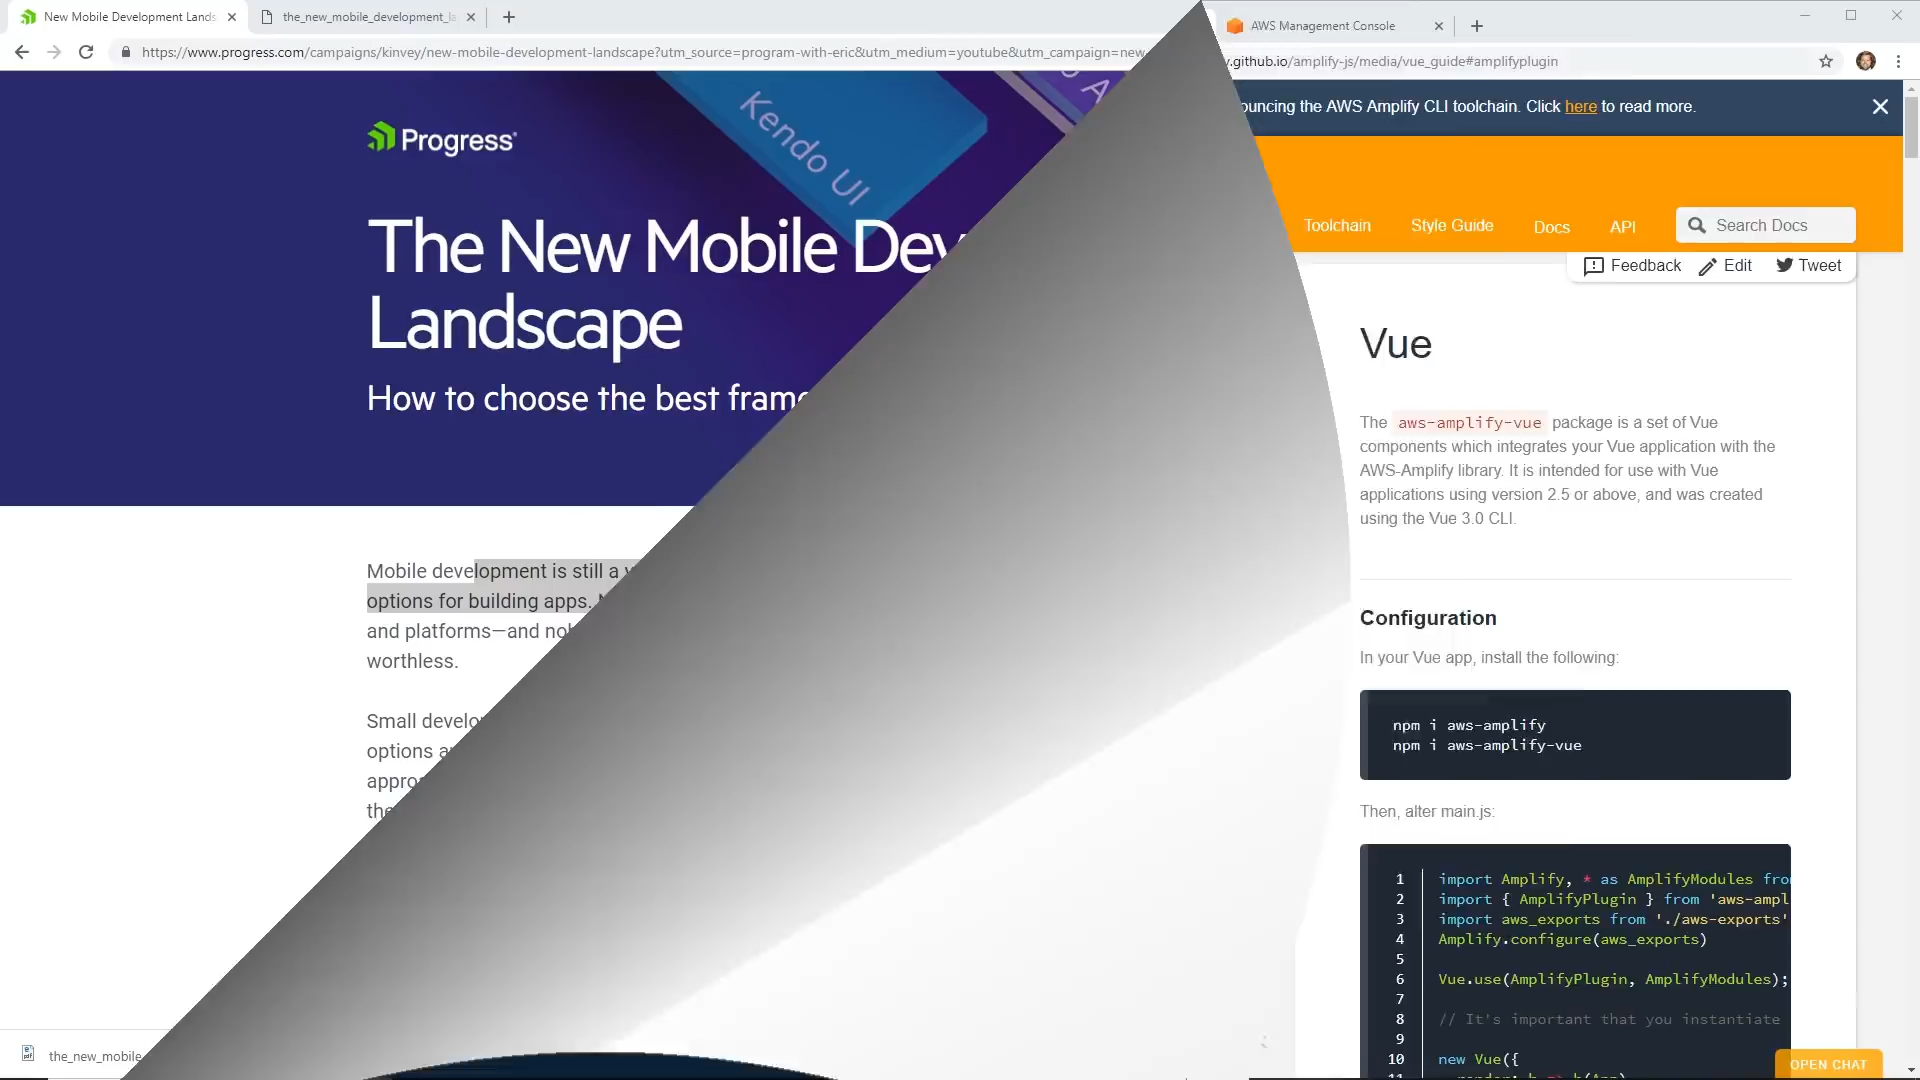 New Mobile Development Lands
the_new_mobile_development_la
https://www.progress.com/campaigns/kinvey/new-mobile-development-landscape?utm_source=program-with-eric&utm_medium=youtube&utm_campaign=new-
Kendo UI
Progress
The New Mobile Dev
Landscape
How to choose the best frame
Mobile development is still a
options for building apps.
and platforms—and
worthless.
Small
options
the
the_new_mobile
AWS Management Console
.github.io/amplify-js/media/vue_guide#amplifyplugin
ouncing the AWS Amplify CLI toolchain. Click here to read more.
Toolchain
Style Guide
Docs
API
Search Docs
Feedback
Edit
Tweet
Vue
The aws-amplify-vue package is a set of Vue
components which integrates your Vue application with the
AWS-Amplify library. It is intended for use with Vue
applications using version 2.5 or above, and was created
using the Vue 3.0 CLI.
Configuration
In your Vue app, install the following:
npm i aws-amplify
npm i aws-amplify-vue
Then, alter main.js:
1 import Amplify, * as AmplifyModules fro
2 import { AmplifyPlugin } from 'aws-ampl
3 import aws_exports from './aws-exports'
4 Amplify.configure(aws_exports)
5
6 Vue.use(AmplifyPlugin, AmplifyModules);
7
8 // It's important that you instantiate
9
10 new Vue({
OPEN CHAT